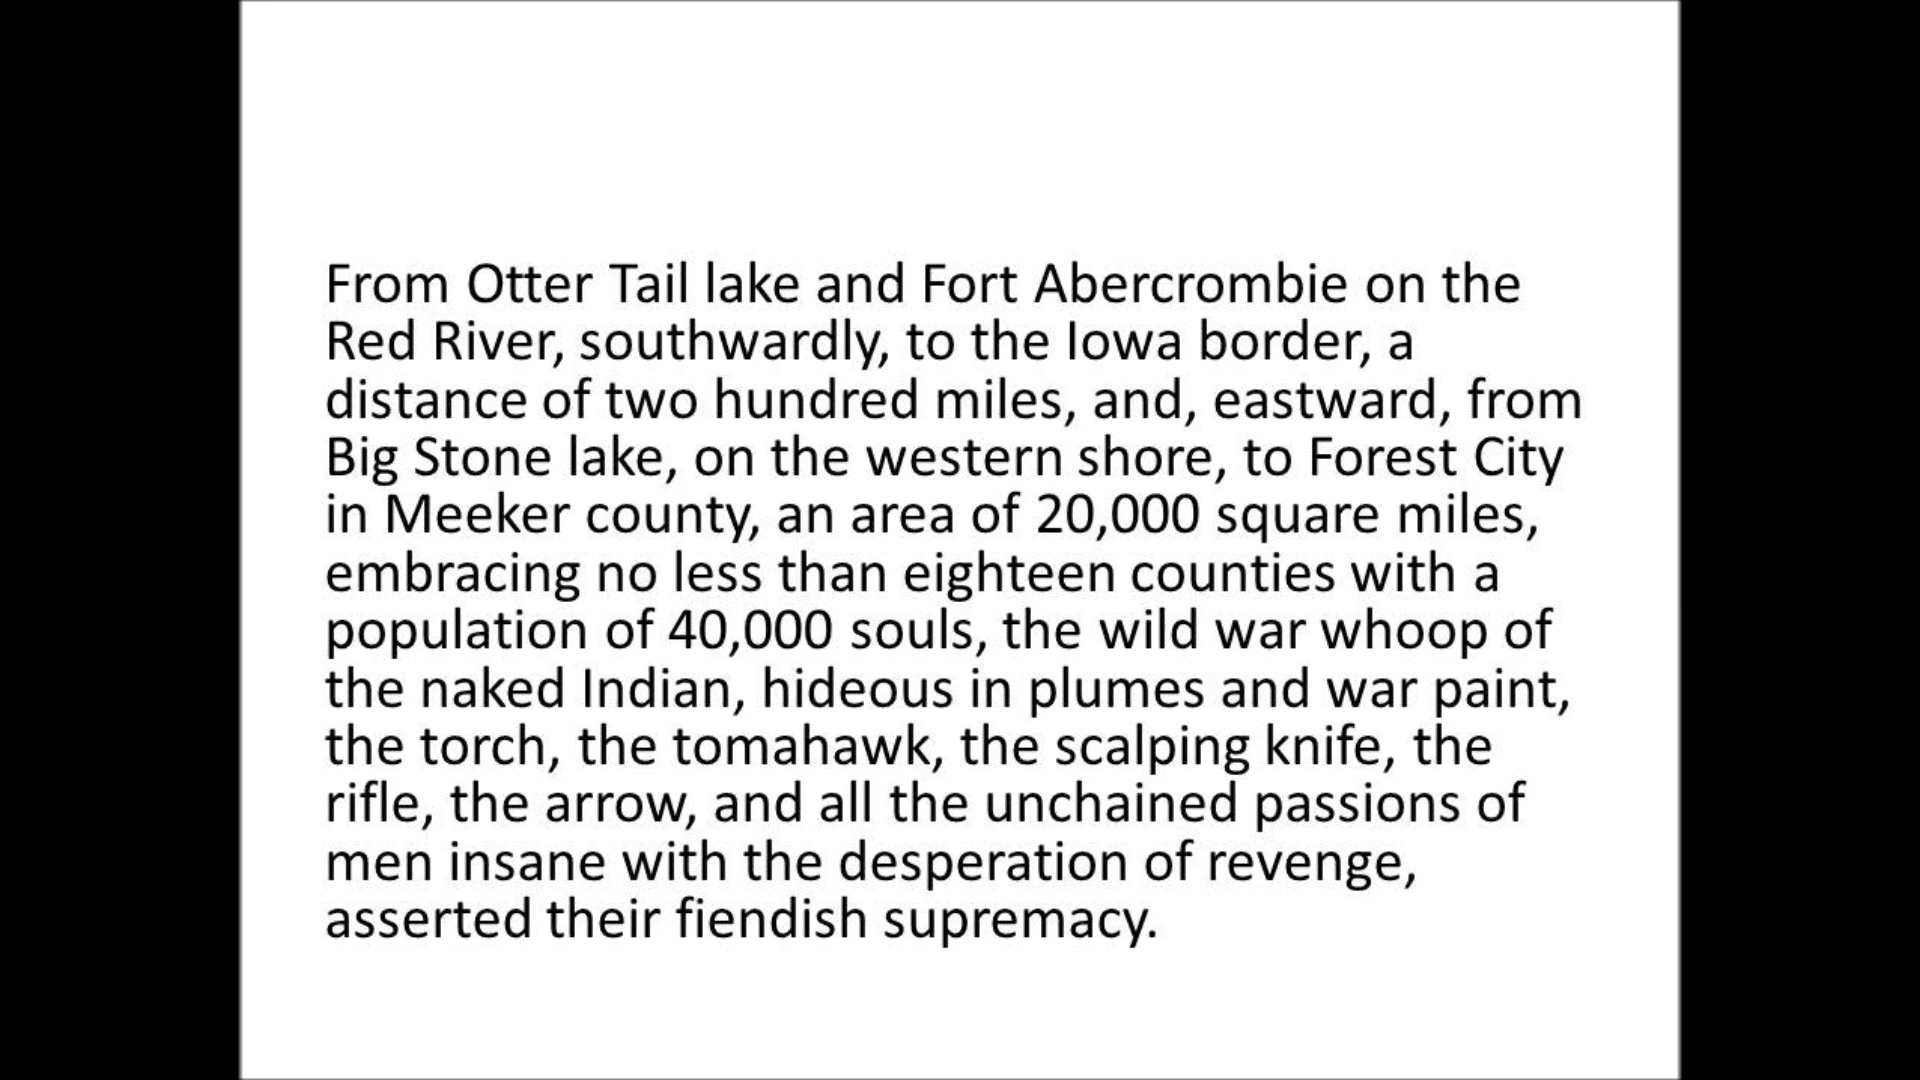 From Otter Tail lake and Fort Abercrombie on the
Red River, southwardly, to the Iowa border, a
distance of two hundred miles, and, eastward, from
Big Stone lake, on the western shore, to Forest City
in Meeker county, an area of 20,000 square miles,
embracing no less than eighteen counties with a
population of 40,000 souls, the wild war whoop of
the naked Indian, hideous in plumes and war paint,
the torch, the tomahawk, the scalping knife, the
rifle, the arrow, and all the unchained passions of
men insane with the desperation of revenge,
asserted their fiendish supremacy.